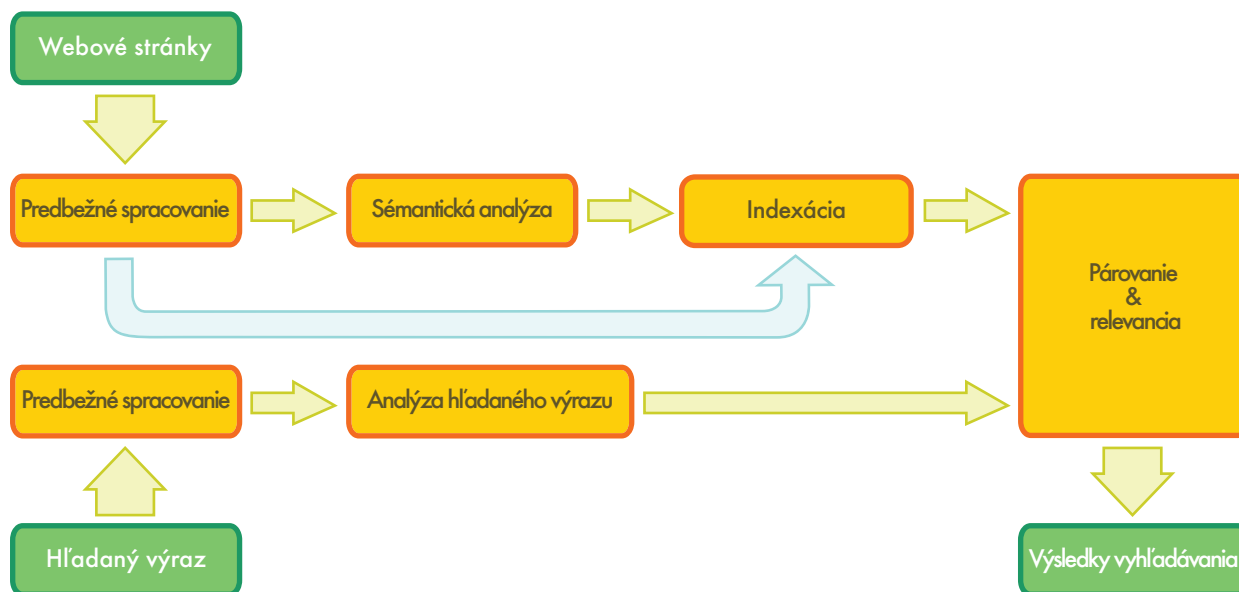 Webové stránky
Predbežné spracovanie
Sémantická analýza
Indexácia
Párovanie
&
relevancia
Predbežné spracovanie
Analýza hľadaného výrazu
Hľadaný výraz
Výsledky vyhľadávania